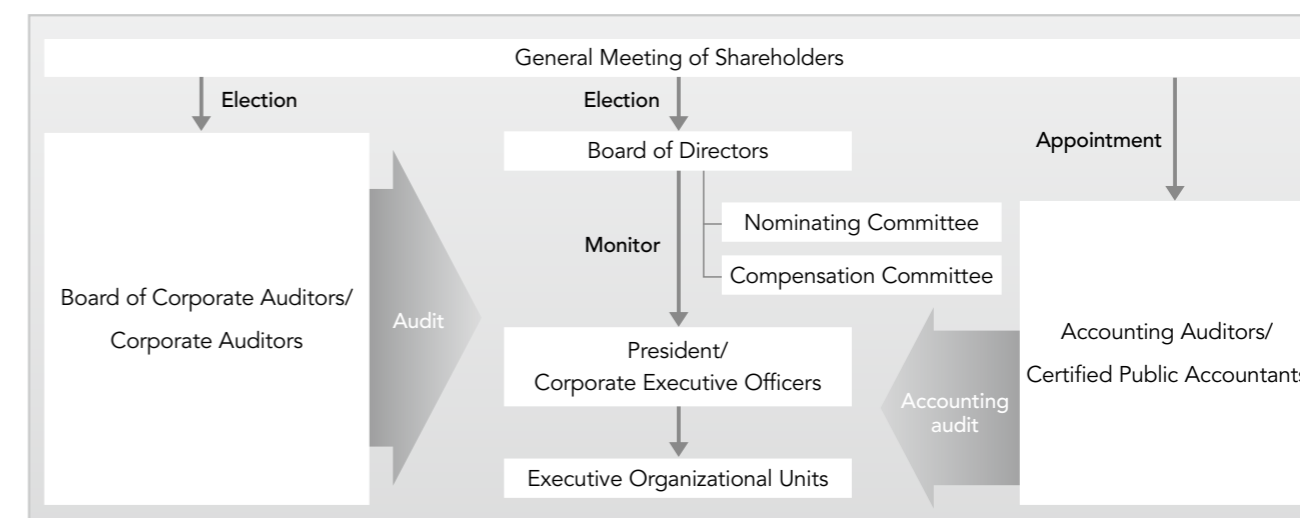 General Meeting of Shareholders
Election
Election
Appointment
Board of Directors
Nominating Committee
Monitor
Compensation Committee
Board of Corporate Auditors/
Corporate Auditors
Audit
President/
Corporate Executive Officers
Accounting Auditors/
Certified Public Accountants
Accounting
audit
Executive Organizational Units